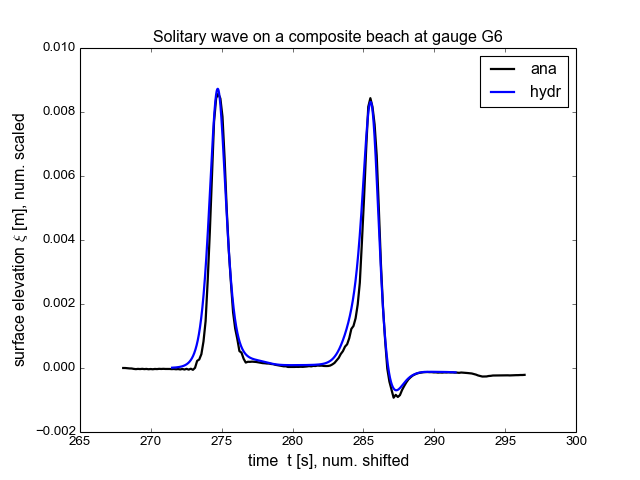 Solitary wave on a composite beach at gauge G6
0.010
0.008
0.006
0.004
0.002
0.000
−0.002
surface elevation ξ [m], num. scaled
ana
hydr
265 270 275 280 285 290 295 300
time t [s], num. shifted